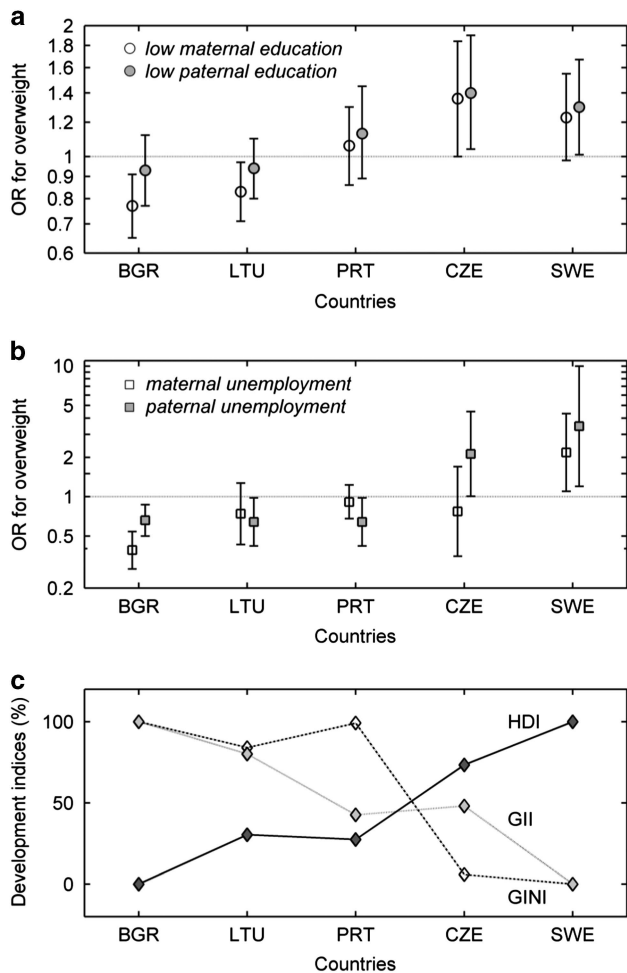 a
2
1.8
1.6
1.4
1.2
1
0.9
0.8
0.7
0.6
OR for overweight
low maternal education
low paternal education
BGR LTU PRT CZE SWE
Countries
b
10
5
2
1
0.5
0.2
OR for overweight
maternal unemployment
paternal unemployment
BGR LTU PRT CZE SWE
Countries
c
100
50
0
Development indices (%)
HDI
GII
GINI
BGR LTU PRT CZE SWE
Countries